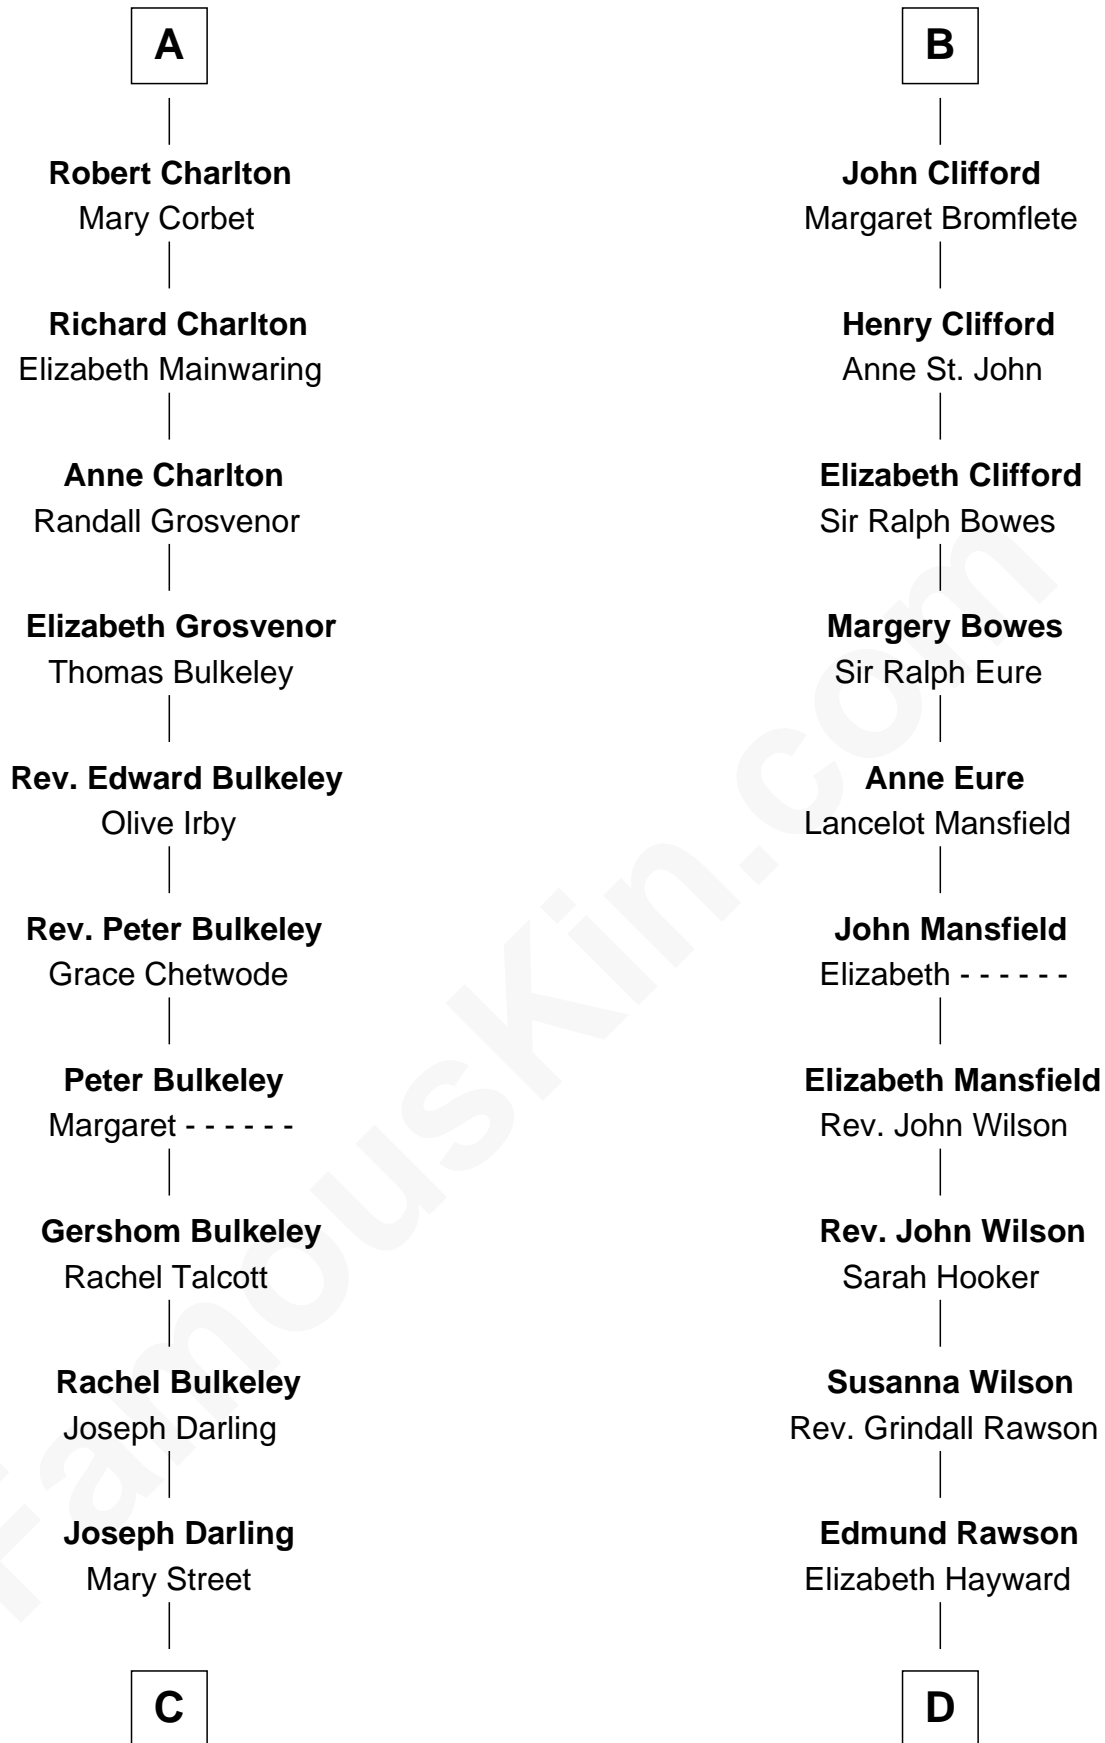 A
Robert Charlton
Mary Corbet
Richard Charlton
Elizabeth Mainwaring
Anne Charlton
Randall Grosvenor
Elizabeth Grosvenor
Thomas Bulkeley
Rev. Edward Bulkeley
Olive Irby
Rev. Peter Bulkeley
Grace Chetwode
Peter Bulkeley
Margaret - - - - - -
Gershom Bulkeley
Rachel Talcott
Rachel Bulkeley
Joseph Darling
Joseph Darling
Mary Street
C
B
John Clifford
Margaret Bromflete
Henry Clifford
Anne St. John
Elizabeth Clifford
Sir Ralph Bowes
Margery Bowes
Sir Ralph Eure
Anne Eure
Lancelot Mansfield
John Mansfield
Elizabeth - - - - - -
Elizabeth Mansfield
Rev. John Wilson
Rev. John Wilson
Sarah Hooker
Susanna Wilson
Rev. Grindall Rawson
Edmund Rawson
Elizabeth Hayward
D
FamousKin.com